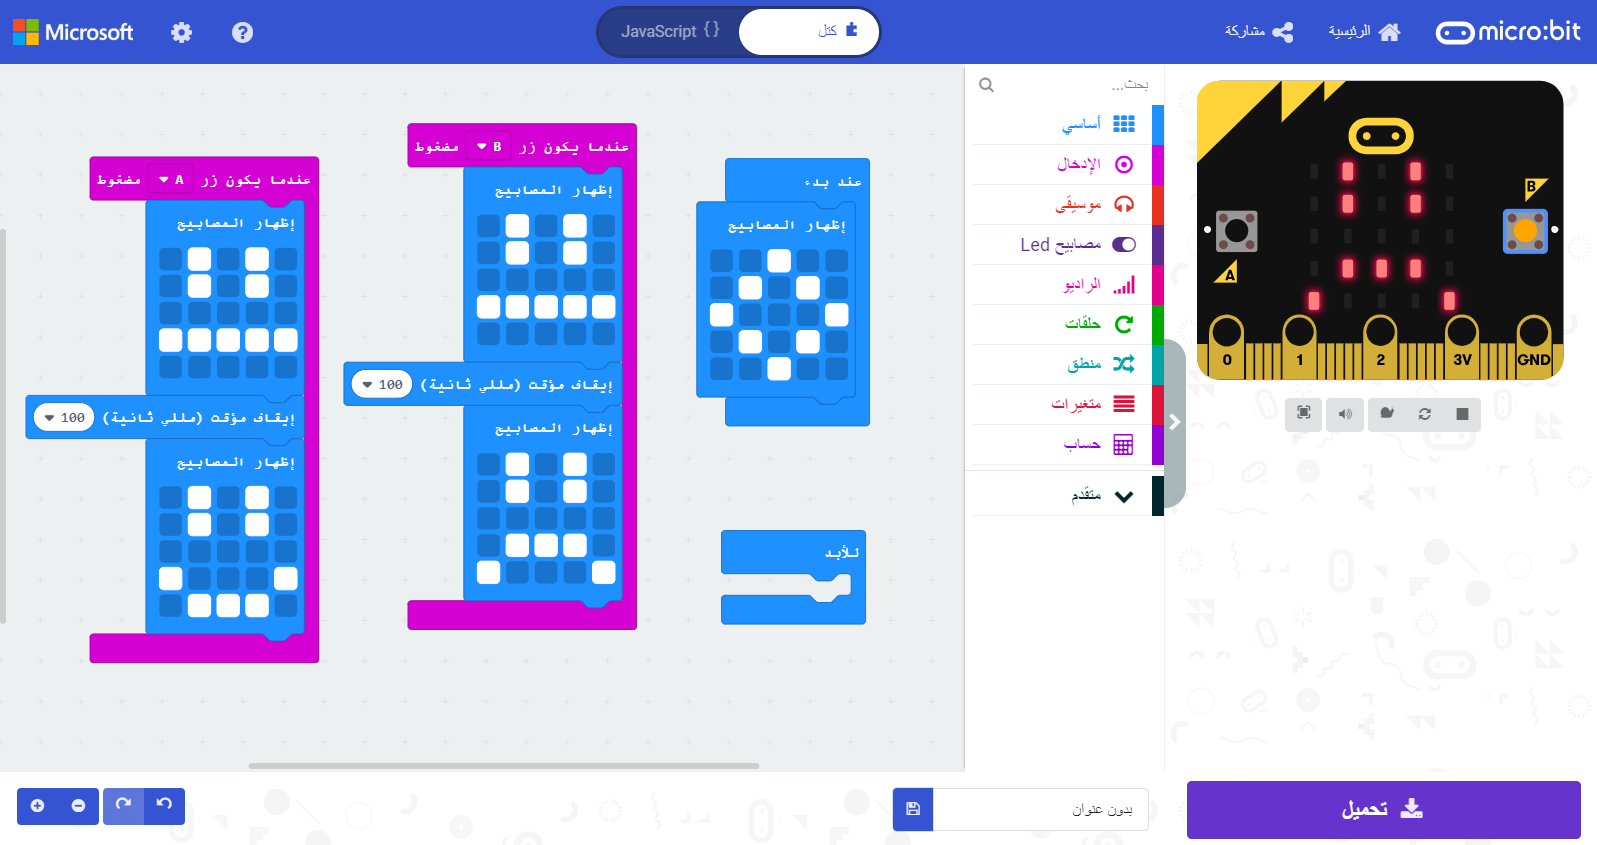 micro:bit
الرئيسية
مشاركة
كتل
{} JavaScript
Microsoft
بحث...
أساسي
الإدخال
موسيقى
مصابيح Led
الراديو
حلقات
منطق
متغيرات
حساب
متقدم
عند بدء
إظهار المصابيح
للأبد
عندما يكون زر B مضغوط
إظهار المصابيح
إيقاف مؤقت (مللي ثانية) 100
إظهار المصابيح
عندما يكون زر A مضغوط
إظهار المصابيح
إيقاف مؤقت (مللي ثانية) 100
إظهار المصابيح
B
A
0 1 2 3V GND
تحميل
بدون عنوان